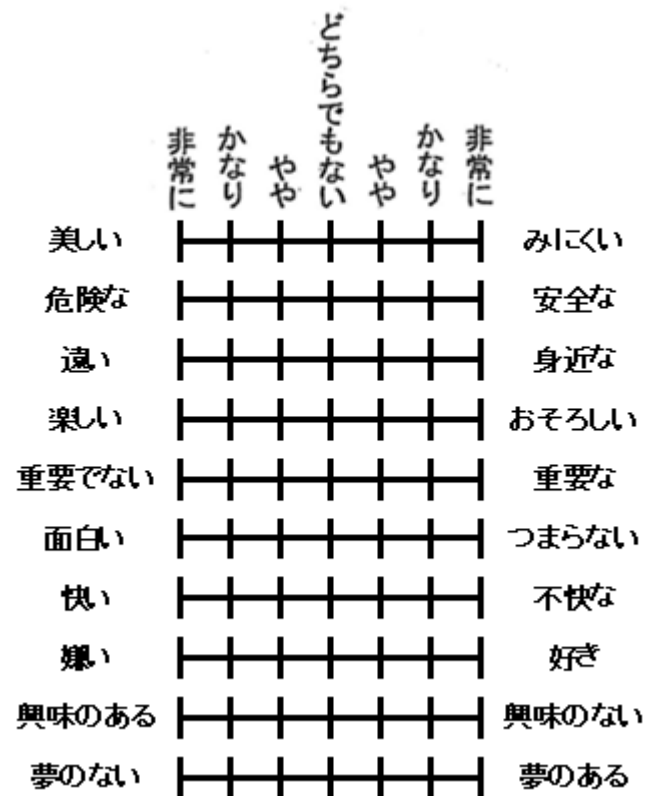 非常に かなり やや どちらでもない やや かなり 非常に
美しい みにくい
危険な 安全な
遠い 身近な
楽しい おそろしい
重要でない 重要な
面白い つまらない
快い 不快な
嫌い 好き
興味のある 興味のない
夢のない 夢のある